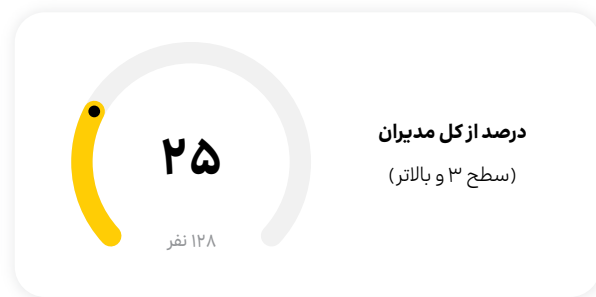 درصد از کل مدیران
(سطح ۳ و بالاتر)
۲۵
۱۲۸ نفر